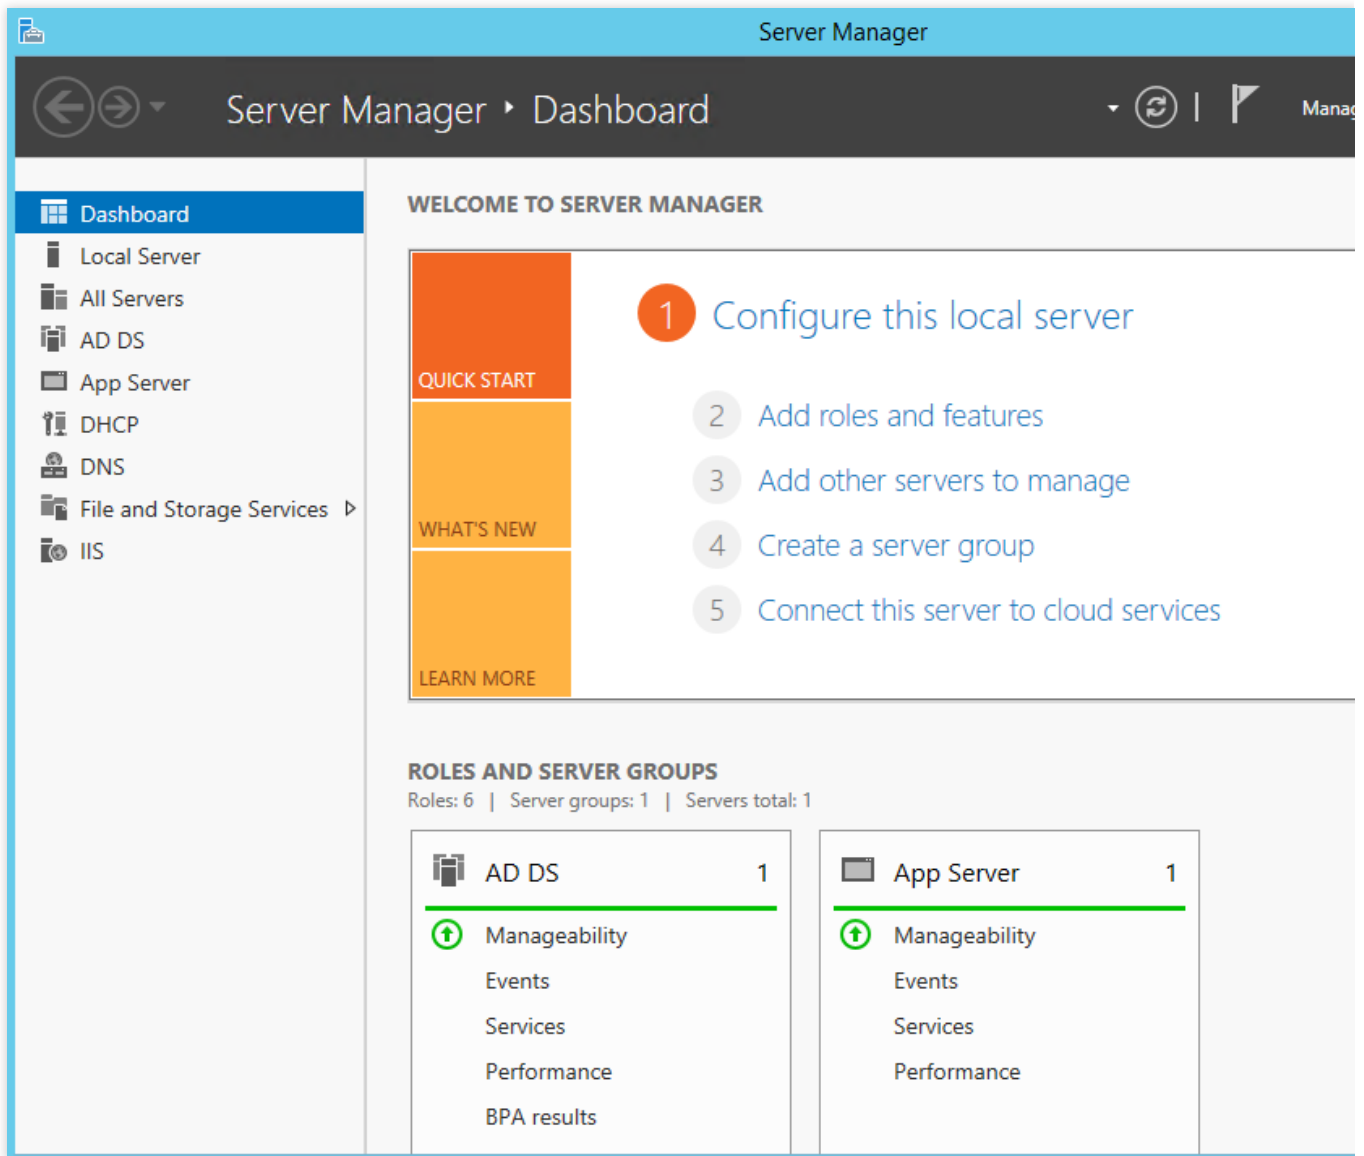 Server Manager
Server Manager ‣ Dashboard
Manag
Dashboard
Local Server
All Servers
AD DS
App Server
DHCP
DNS
File and Storage Services
IIS
WELCOME TO SERVER MANAGER
QUICK START
WHAT'S NEW
LEARN MORE
1 Configure this local server
2 Add roles and features
3 Add other servers to manage
4 Create a server group
5 Connect this server to cloud services
ROLES AND SERVER GROUPS
Roles: 6 | Server groups: 1 | Servers total: 1
AD DS 1
Manageability
Events
Services
Performance
BPA results
App Server 1
Manageability
Events
Services
Performance